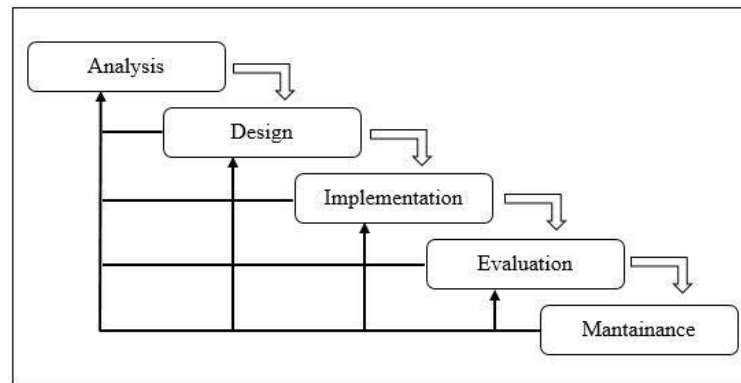 Analysis
Design
Implementation
Evaluation
Mantainance